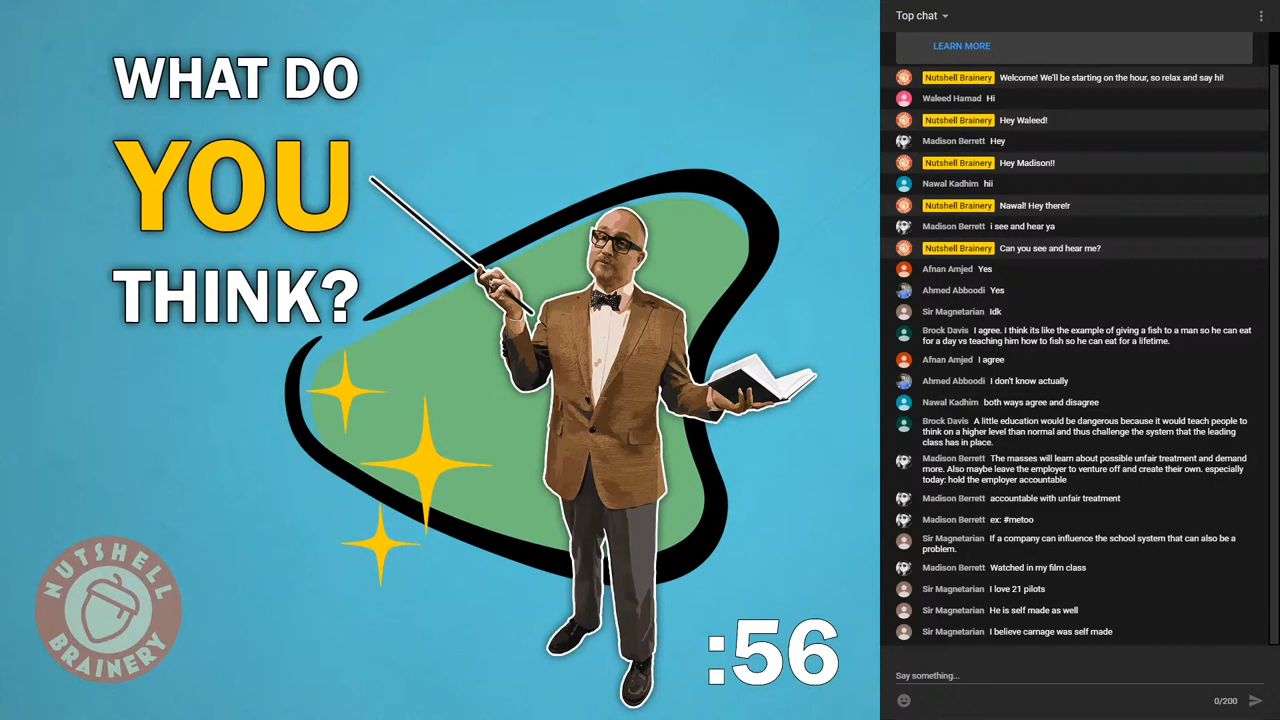 WHAT DO
YOU
THINK?
:56
NUTSHELL
BRAINERY
Top chat
LEARN MORE
Nutshell Brainery Welcome! We'll be starting on the hour, so relax and say hi!
Waleed Hamad Hi
Nutshell Brainery Hey Waleed!
Madison Berrett Hey
Nutshell Brainery Hey Madison!!
Nawal Kadhim hii
Nutshell Brainery Nawal! Hey there!r
Madison Berrett i see and hear ya
Nutshell Brainery Can you see and hear me?
Afnan Amjed Yes
Ahmed Abboodi Yes
Sir Magnetarian Idk
Brock Davis I agree. I think its like the example of giving a fish to a man so he can eat
for a day vs teaching him how to fish so he can eat for a lifetime.
Afnan Amjed I agree
Ahmed Abboodi I don't know actually
Nawal Kadhim both ways agree and disagree
Brock Davis A little education would be dangerous because it would teach people to
think on a higher level than normal and thus challenge the system that the leading
class has in place.
Madison Berrett The masses will learn about possible unfair treatment and demand
more. Also maybe leave the employer to venture off and create their own. especially
today: hold the employer accountable
Madison Berrett accountable with unfair treatment
Madison Berrett ex: #metoo
Sir Magnetarian If a company can influence the school system that can also be a
problem.
Madison Berrett Watched in my film class
Sir Magnetarian I love 21 pilots
Sir Magnetarian He is self made as well
Sir Magnetarian I believe carnage was self made
Say something...
0/200